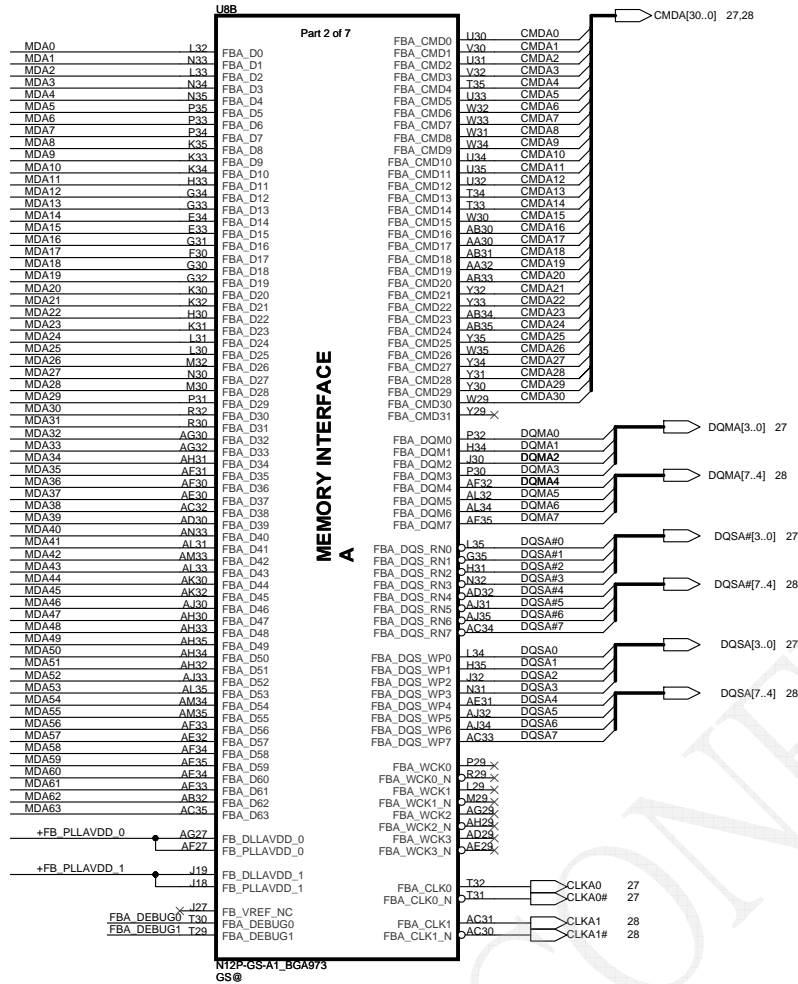 U8B
Part 2 of 7
CMDA[30..0] 27,28
MDA0 L32 FBA_D0
MDA1 N33 FBA_D1
MDA2 L33 FBA_D2
MDA3 N34 FBA_D3
MDA4 N35 FBA_D4
MDA5 P35 FBA_D5
MDA6 P33 FBA_D6
MDA7 P34 FBA_D7
MDA8 K35 FBA_D8
MDA9 K33 FBA_D9
MDA10 K34 FBA_D10
MDA11 H33 FBA_D11
MDA12 G34 FBA_D12
MDA13 G33 FBA_D13
MDA14 E34 FBA_D14
MDA15 E33 FBA_D15
MDA16 G31 FBA_D16
MDA17 F30 FBA_D17
MDA18 G30 FBA_D18
MDA19 G32 FBA_D19
MDA20 K30 FBA_D20
MDA21 K32 FBA_D21
MDA22 H30 FBA_D22
MDA23 K31 FBA_D23
MDA24 L31 FBA_D24
MDA25 L30 FBA_D25
MDA26 M32 FBA_D26
MDA27 N30 FBA_D27
MDA28 M30 FBA_D28
MDA29 P31 FBA_D29
MDA30 R32 FBA_D30
MDA31 R30 FBA_D31
MDA32 AG30 FBA_D32
MDA33 AG32 FBA_D33
MDA34 AH31 FBA_D34
MDA35 AF31 FBA_D35
MDA36 AF30 FBA_D36
MDA37 AE30 FBA_D37
MDA38 AC32 FBA_D38
MDA39 AD30 FBA_D39
MDA40 AN33 FBA_D40
MDA41 AL31 FBA_D41
MDA42 AM33 FBA_D42
MDA43 AL33 FBA_D43
MDA44 AK30 FBA_D44
MDA45 AK32 FBA_D45
MDA46 AJ30 FBA_D46
MDA47 AH30 FBA_D47
MDA48 AH33 FBA_D48
MDA49 AH35 FBA_D49
MDA50 AH34 FBA_D50
MDA51 AH32 FBA_D51
MDA52 AJ33 FBA_D52
MDA53 AL35 FBA_D53
MDA54 AM34 FBA_D54
MDA55 AM35 FBA_D55
MDA56 AF33 FBA_D56
MDA57 AE32 FBA_D57
MDA58 AF34 FBA_D58
MDA59 AE35 FBA_D59
MDA60 AE34 FBA_D60
MDA61 AE33 FBA_D61
MDA62 AB32 FBA_D62
MDA63 AC35 FBA_D63
+FB_PLLAVDD_0 AG27 FB_DLLAVDD_0
AF27 FB_PLLAVDD_0
+FB_PLLAVDD_1 J19 FB_DLLAVDD_1
J18 FB_PLLAVDD_1
J27 FB_VREF_NC
FBA_DEBUG0 T30 FBA_DEBUG0
FBA_DEBUG1 T29 FBA_DEBUG1
MEMORY INTERFACE
A
FBA_CMD0 U30 CMDA0
FBA_CMD1 V30 CMDA1
FBA_CMD2 U31 CMDA2
FBA_CMD3 V32 CMDA3
FBA_CMD4 T35 CMDA4
FBA_CMD5 U33 CMDA5
FBA_CMD6 W32 CMDA6
FBA_CMD7 W33 CMDA7
FBA_CMD8 W31 CMDA8
FBA_CMD9 W34 CMDA9
FBA_CMD10 U34 CMDA10
FBA_CMD11 U35 CMDA11
FBA_CMD12 U32 CMDA12
FBA_CMD13 T34 CMDA13
FBA_CMD14 T33 CMDA14
FBA_CMD15 W30 CMDA15
FBA_CMD16 AB30 CMDA16
FBA_CMD17 AA30 CMDA17
FBA_CMD18 AB31 CMDA18
FBA_CMD19 AA32 CMDA19
FBA_CMD20 AB33 CMDA20
FBA_CMD21 Y32 CMDA21
FBA_CMD22 Y33 CMDA22
FBA_CMD23 AB34 CMDA23
FBA_CMD24 AB35 CMDA24
FBA_CMD25 Y35 CMDA25
FBA_CMD26 W35 CMDA26
FBA_CMD27 Y34 CMDA27
FBA_CMD28 Y31 CMDA28
FBA_CMD29 Y30 CMDA29
FBA_CMD30 W29 CMDA30
FBA_CMD31 Y29
FBA_DQM0 P32 DQMA0
FBA_DQM1 H34 DQMA1
FBA_DQM2 J30 DQMA2
FBA_DQM3 P30 DQMA3
FBA_DQM4 AF32 DQMA4
FBA_DQM5 AL32 DQMA5
FBA_DQM6 AL34 DQMA6
FBA_DQM7 AF35 DQMA7
DQMA[3..0] 27
DQMA[7..4] 28
FBA_DQS_RN0 L35 DQSA#0
FBA_DQS_RN1 G35 DQSA#1
FBA_DQS_RN2 H31 DQSA#2
FBA_DQS_RN3 N32 DQSA#3
FBA_DQS_RN4 AD32 DQSA#4
FBA_DQS_RN5 AJ31 DQSA#5
FBA_DQS_RN6 AJ35 DQSA#6
FBA_DQS_RN7 AC34 DQSA#7
DQSA#[3..0] 27
DQSA#[7..4] 28
FBA_DQS_WP0 L34 DQSA0
FBA_DQS_WP1 H35 DQSA1
FBA_DQS_WP2 J32 DQSA2
FBA_DQS_WP3 N31 DQSA3
FBA_DQS_WP4 AE31 DQSA4
FBA_DQS_WP5 AJ32 DQSA5
FBA_DQS_WP6 AJ34 DQSA6
FBA_DQS_WP7 AC33 DQSA7
DQSA[3..0] 27
DQSA[7..4] 28
FBA_WCK0 P29
FBA_WCK0_N R29
FBA_WCK1 L29
FBA_WCK1_N M29
FBA_WCK2 AG29
FBA_WCK2_N AH29
FBA_WCK3 AD29
FBA_WCK3_N AE29
FBA_CLK0 T32 CLKA0 27
FBA_CLK0_N T31 CLKA0# 27
FBA_CLK1 AC31 CLKA1 28
FBA_CLK1_N AC30 CLKA1# 28
N12P-GS-A1_BGA973
GS@